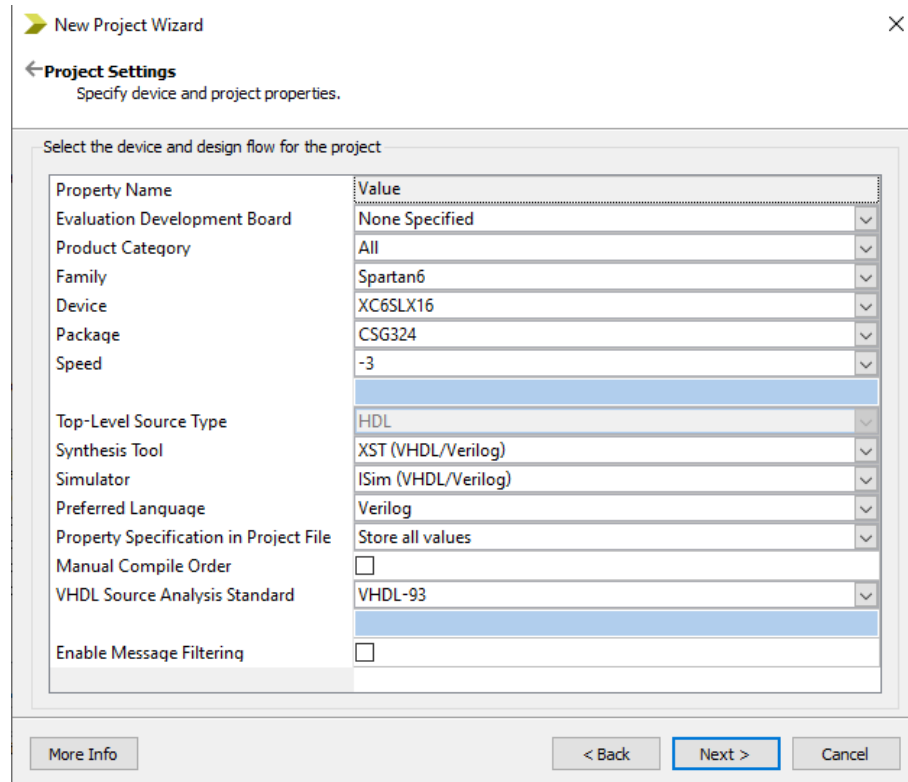 New Project Wizard
Project Settings
Specify device and project properties.
Select the device and design flow for the project
Property Name Value
Evaluation Development Board None Specified
Product Category All
Family Spartan6
Device XC6SLX16
Package CSG324
Speed -3
Top-Level Source Type HDL
Synthesis Tool XST (VHDL/Verilog)
Simulator ISim (VHDL/Verilog)
Preferred Language Verilog
Property Specification in Project File Store all values
Manual Compile Order
VHDL Source Analysis Standard VHDL-93
Enable Message Filtering
More Info < Back Next > Cancel